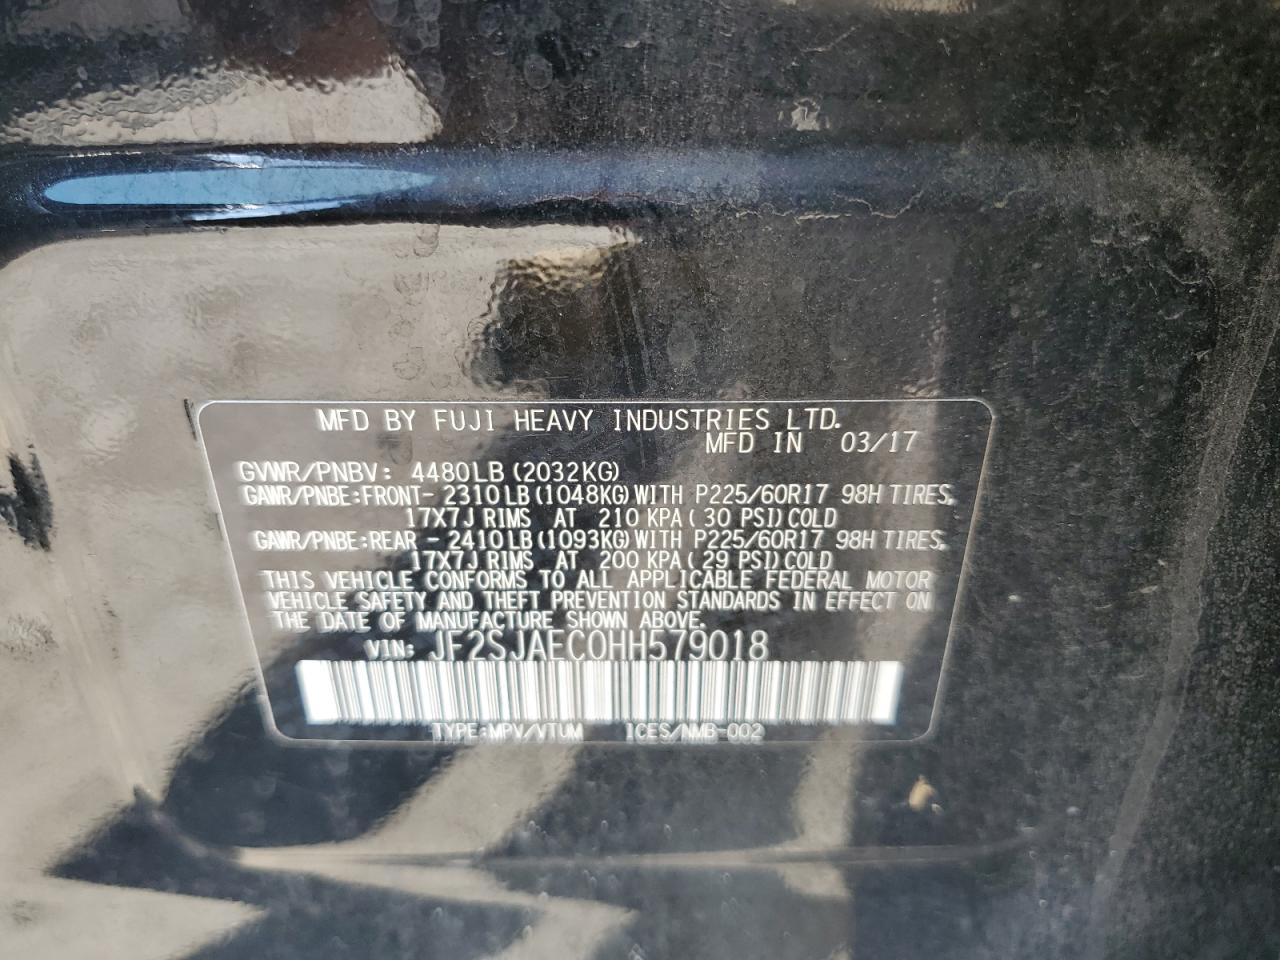 MFD BY FUJI HEAVY INDUSTRIES LTD.
MFD IN 03/17
GVWR/PNBV: 4480LB(2032KG)
GAWR/PNBE:FRONT- 2310LB(1048KG)WITH P225/60R17 98H TIRES,
17X7J RIMS AT 210 KPA(30 PSI)COLD
GAWR/PNBE:REAR - 2410LB(1093KG)WITH P225/60R17 98H TIRES,
17X7J RIMS AT 200 KPA(29 PSI)COLD
THIS VEHICLE CONFORMS TO ALL APPLICABLE FEDERAL MOTOR
VEHICLE SAFETY AND THEFT PREVENTION STANDARDS IN EFFECT ON
THE DATE OF MANUFACTURE SHOWN ABOVE.
VIN: JF2SJAEC0HH579018
TYPE:MPV/VTUM ICES/NMB-002